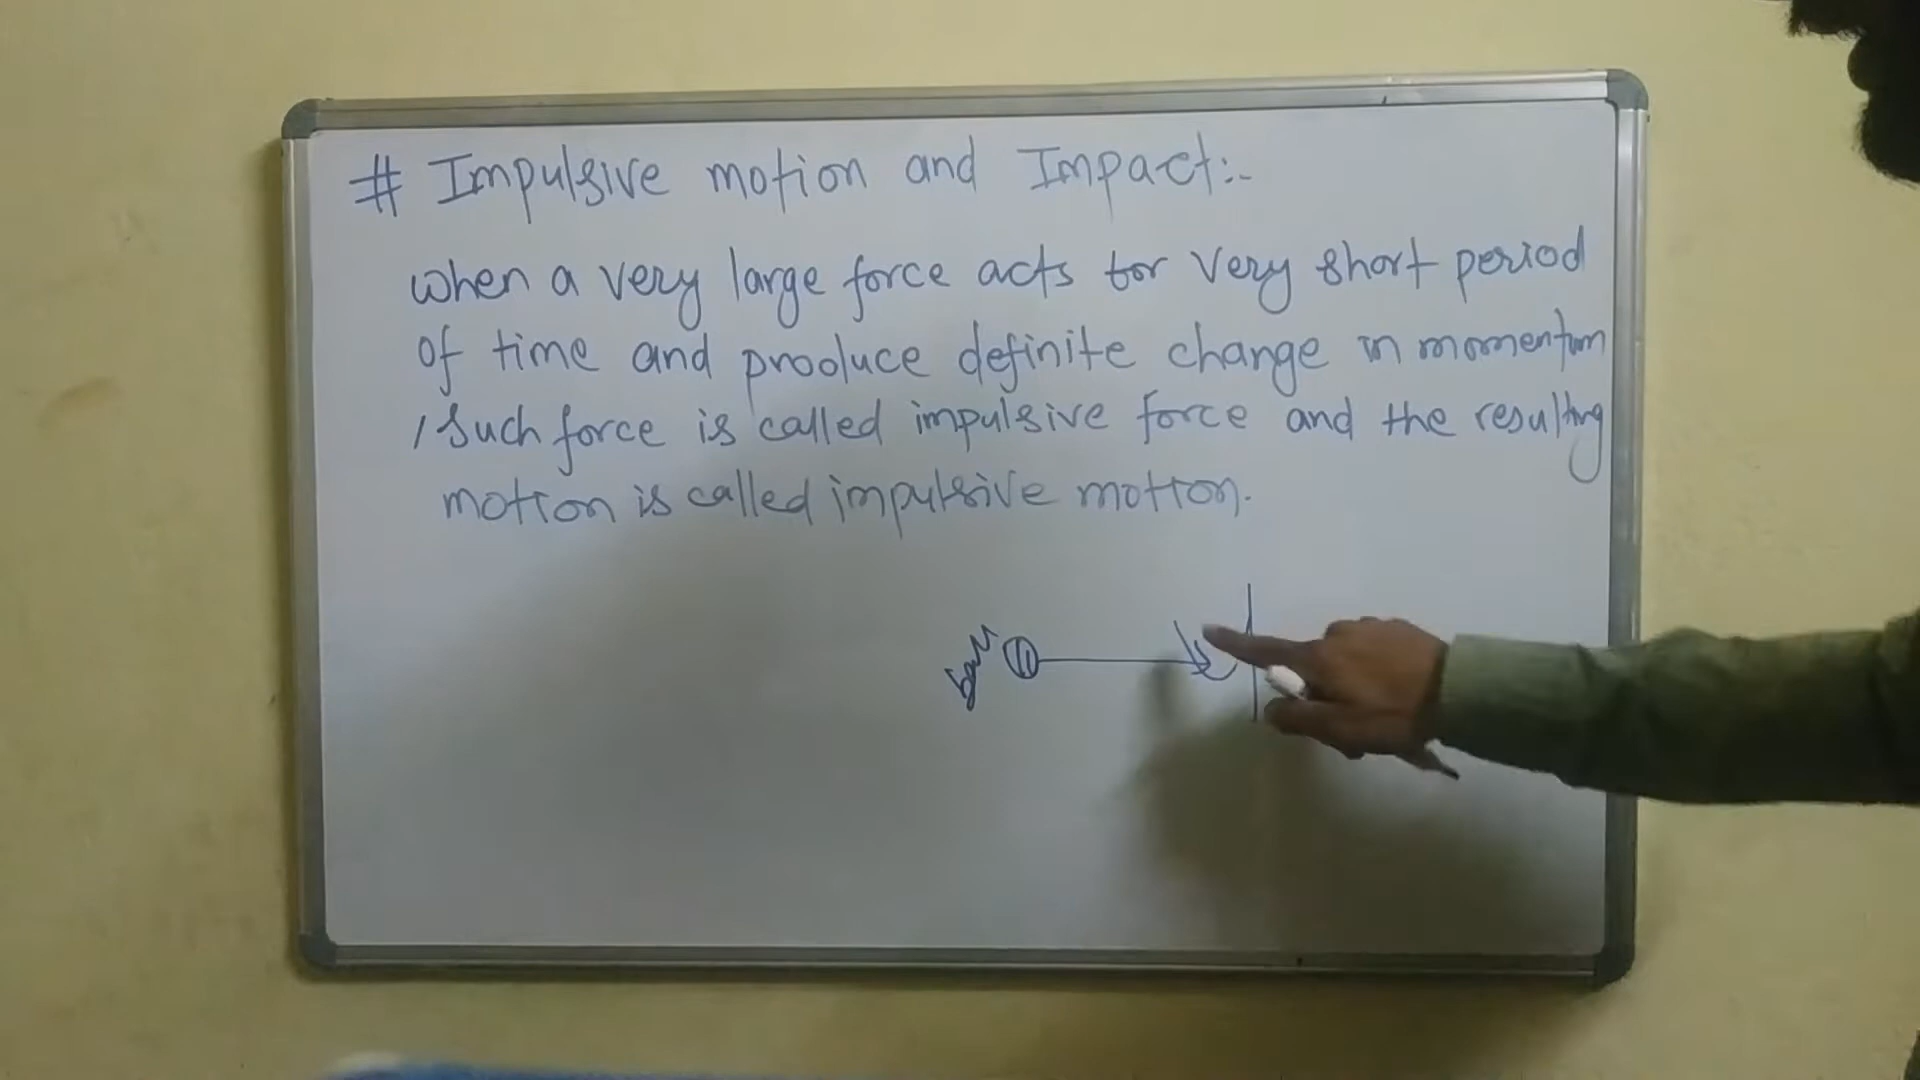 # Impulsive motion and Impact:-
when a very large force acts for very short period
of time and produce definite change in momentum
, such force is called impulsive force and the resulting
motion is called impulsive motion.
ball